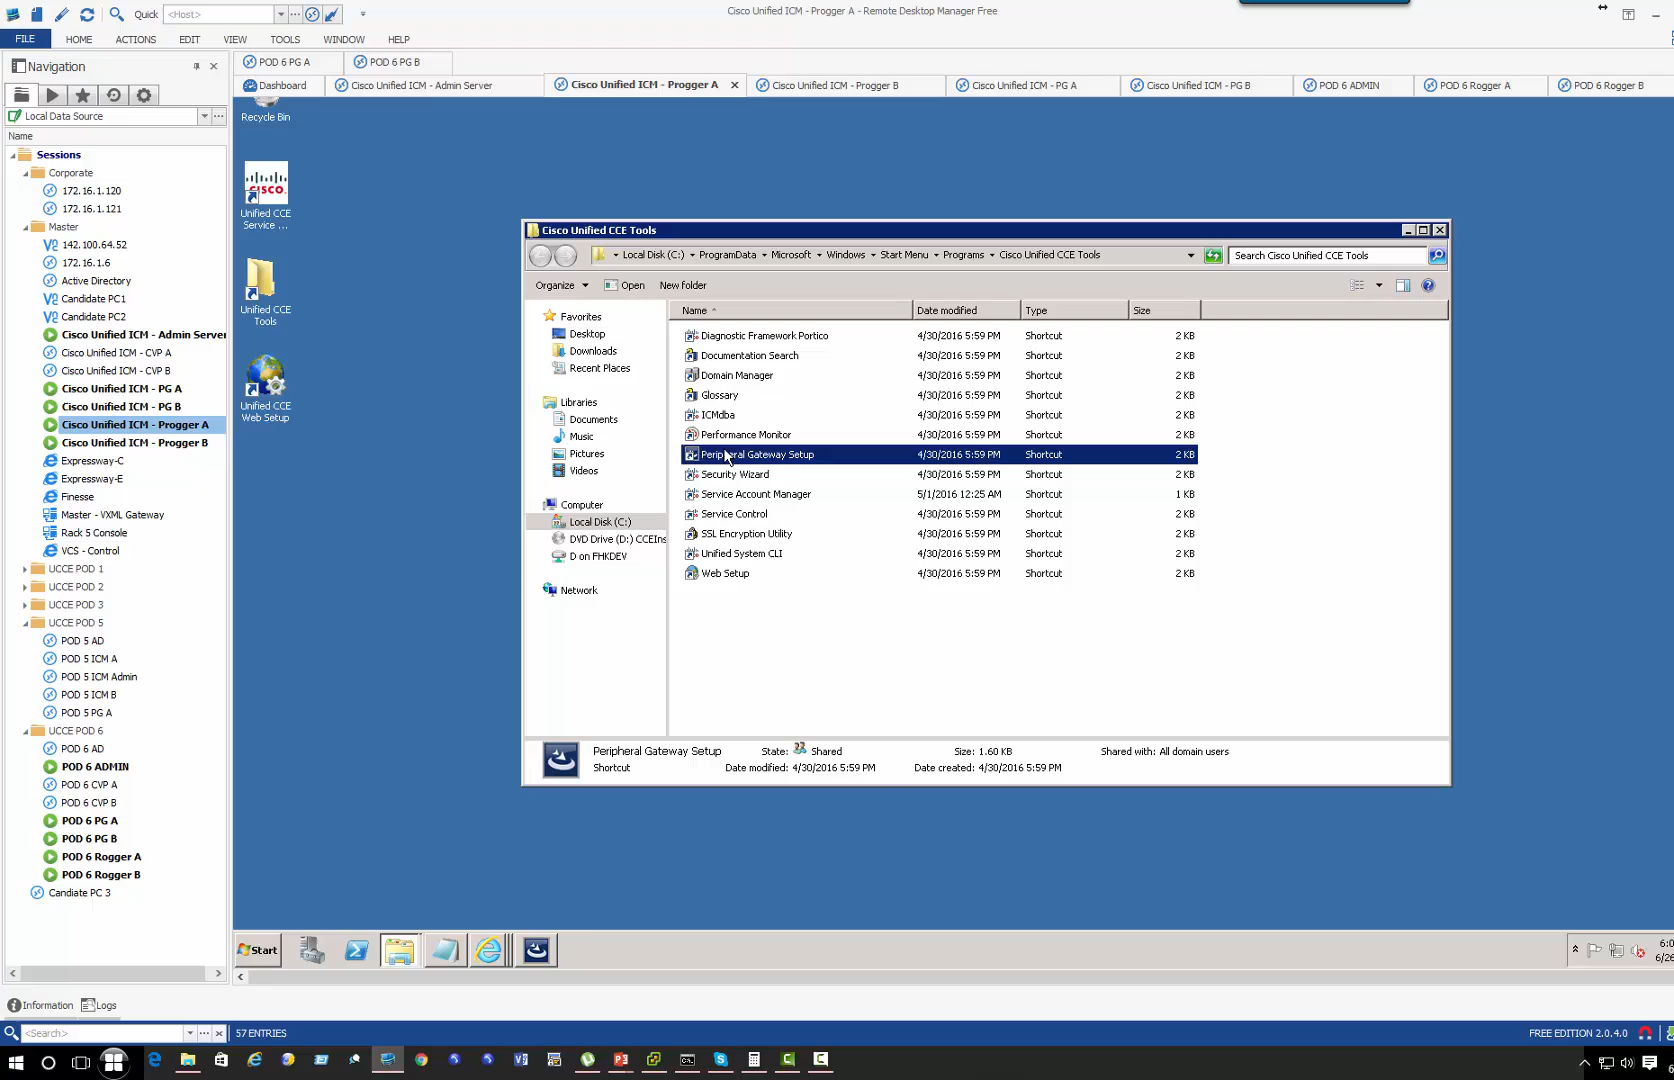 Quick
<Host>
Cisco Unified ICM - Progger A - Remote Desktop Manager Free
FILE
HOME
ACTIONS
EDIT
VIEW
TOOLS
WINDOW
HELP
Navigation
POD 6 PG A
POD 6 PG B
Dashboard
Cisco Unified ICM - Admin Server
Cisco Unified ICM - Progger A
Cisco Unified ICM - Progger B
Cisco Unified ICM - PG A
Cisco Unified ICM - PG B
POD 6 ADMIN
POD 6 Rogger A
POD 6 Rogger B
Local Data Source
Name
Sessions
Corporate
172.16.1.120
172.16.1.121
Master
142.100.64.52
172.16.1.6
Active Directory
Candidate PC1
Candidate PC2
Cisco Unified ICM - Admin Server
Cisco Unified ICM - CVP A
Cisco Unified ICM - CVP B
Cisco Unified ICM - PG A
Cisco Unified ICM - PG B
Cisco Unified ICM - Progger A
Cisco Unified ICM - Progger B
Expressway-C
Expressway-E
Finesse
Master - VXML Gateway
Rack 5 Console
VCS - Control
UCCE POD 1
UCCE POD 2
UCCE POD 3
UCCE POD 5
POD 5 AD
POD 5 ICM A
POD 5 ICM Admin
POD 5 ICM B
POD 5 PG A
UCCE POD 6
POD 6 AD
POD 6 ADMIN
POD 6 CVP A
POD 6 CVP B
POD 6 PG A
POD 6 PG B
POD 6 Rogger A
POD 6 Rogger B
Candiate PC 3
Recycle Bin
CISCO
Unified CCE
Service ...
Unified CCE
Tools
Unified CCE
Web Setup
Cisco Unified CCE Tools
Local Disk (C:)
ProgramData
Microsoft
Windows
Start Menu
Programs
Cisco Unified CCE Tools
Search Cisco Unified CCE Tools
Organize
Open
New folder
Favorites
Desktop
Downloads
Recent Places
Libraries
Documents
Music
Pictures
Videos
Computer
Local Disk (C:)
DVD Drive (D:) CCEIns
D on FHKDEV
Network
Name Date modified Type Size
Diagnostic Framework Portico 4/30/2016 5:59 PM Shortcut 2 KB
Documentation Search 4/30/2016 5:59 PM Shortcut 2 KB
Domain Manager 4/30/2016 5:59 PM Shortcut 2 KB
Glossary 4/30/2016 5:59 PM Shortcut 2 KB
ICMdba 4/30/2016 5:59 PM Shortcut 2 KB
Performance Monitor 4/30/2016 5:59 PM Shortcut 2 KB
Peripheral Gateway Setup 4/30/2016 5:59 PM Shortcut 2 KB
Security Wizard 4/30/2016 5:59 PM Shortcut 2 KB
Service Account Manager 5/1/2016 12:25 AM Shortcut 1 KB
Service Control 4/30/2016 5:59 PM Shortcut 2 KB
SSL Encryption Utility 4/30/2016 5:59 PM Shortcut 2 KB
Unified System CLI 4/30/2016 5:59 PM Shortcut 2 KB
Web Setup 4/30/2016 5:59 PM Shortcut 2 KB
Peripheral Gateway Setup State: Shared Size: 1.60 KB Shared with: All domain users
Shortcut Date modified: 4/30/2016 5:59 PM Date created: 4/30/2016 5:59 PM
Start
6:0
6/26
Information
Logs
<Search>
57 ENTRIES
FREE EDITION 2.0.4.0